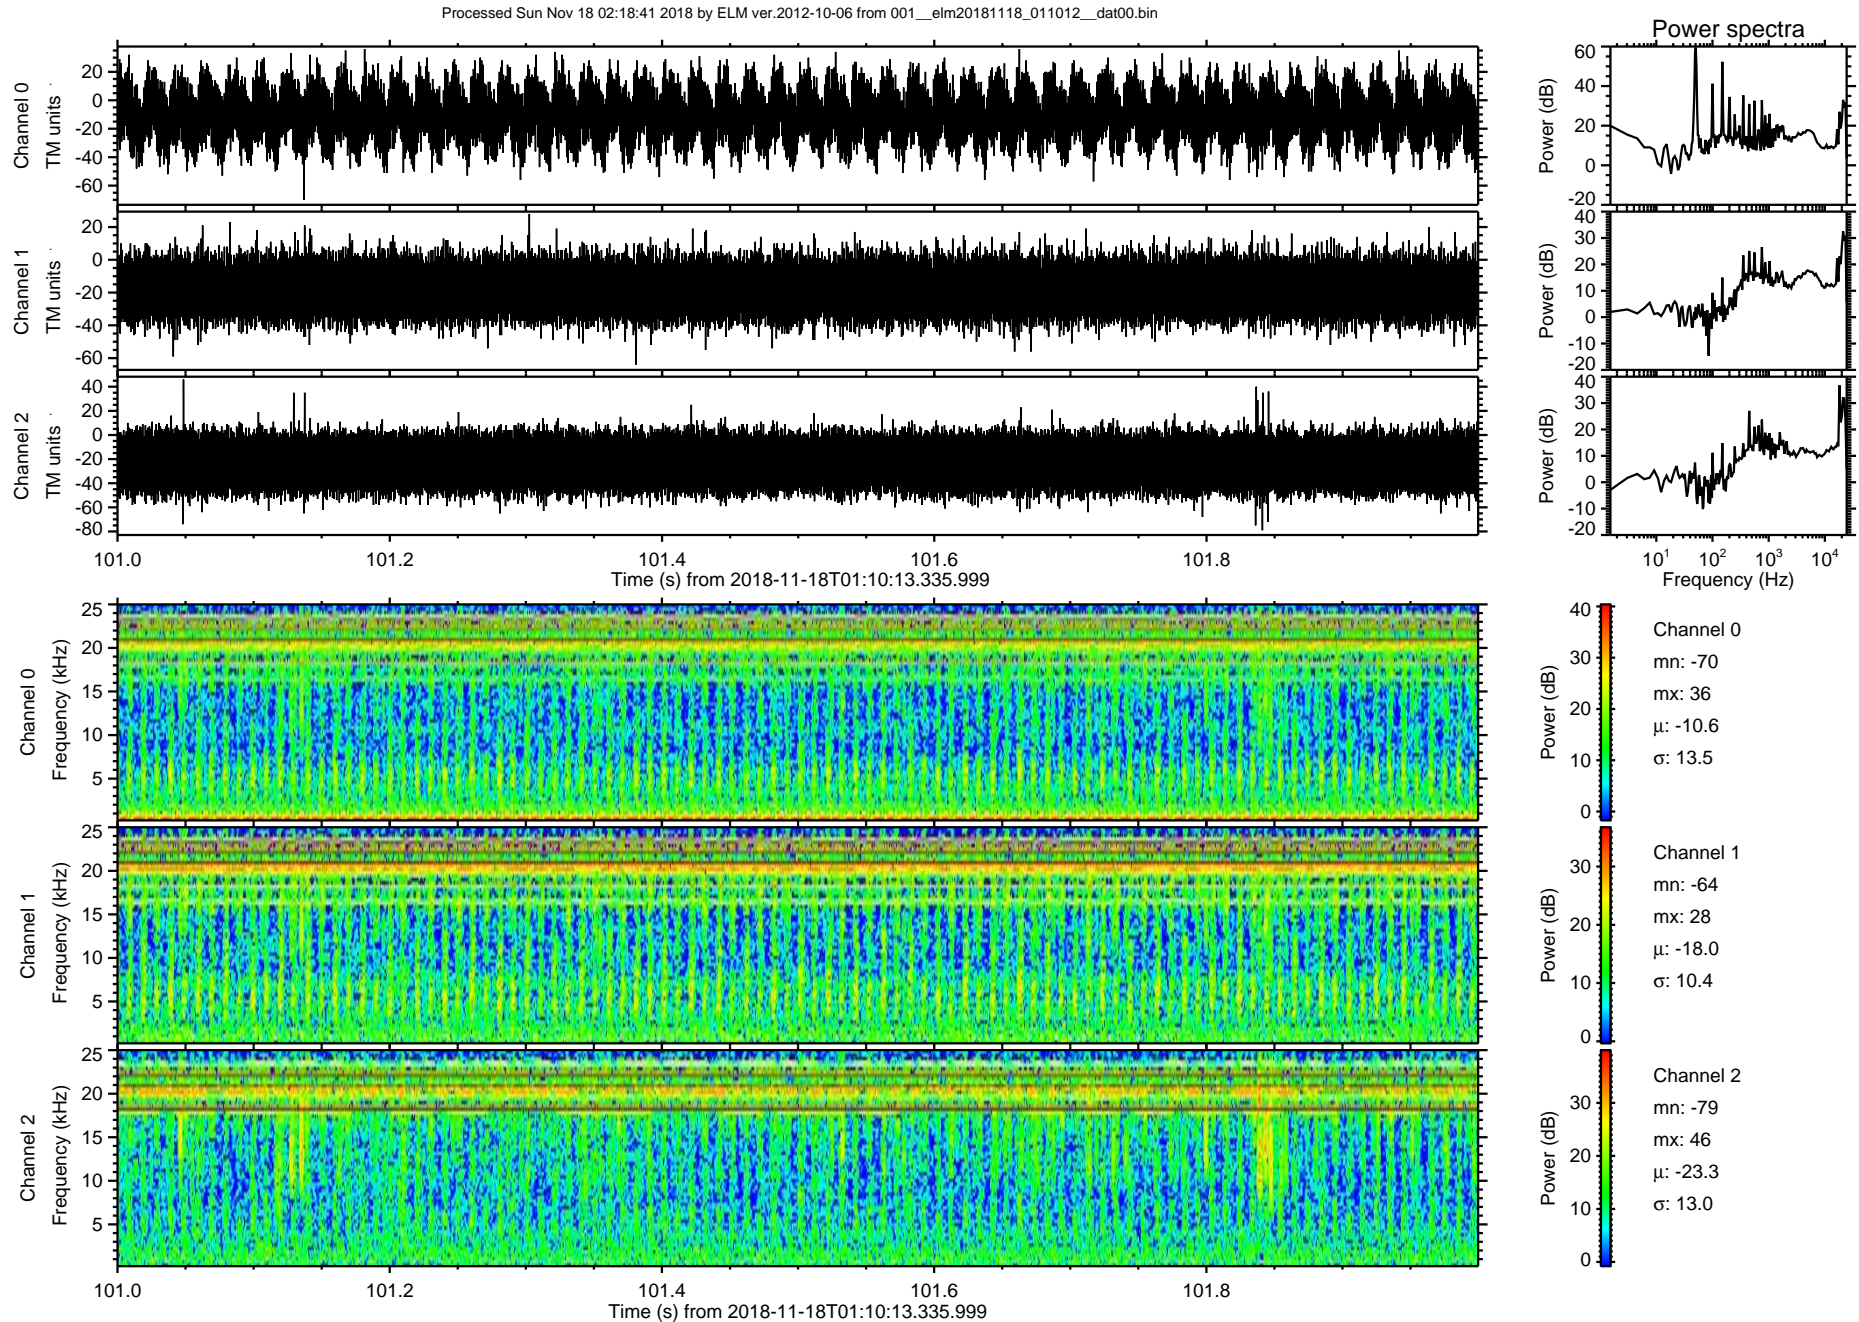 Processed Sun Nov 18 02:18:41 2018 by ELM ver.2012-10-06 from 001__elm20181118_011012__dat00.bin
Power spectra
Channel 0
TM units
20
0
-20
-40
-60
Power (dB)
60
40
20
0
-20
Channel 1
TM units
20
0
-20
-40
-60
Power (dB)
40
30
20
10
0
-10
-20
Channel 2
TM units
40
20
0
-20
-40
-60
-80
Power (dB)
40
30
20
10
0
-10
-20
101.0 101.2 101.4 101.6 101.8
Time (s) from 2018-11-18T01:10:13.335.999
10^1 10^2 10^3 10^4
Frequency (Hz)
Channel 0
Frequency (kHz)
25
20
15
10
5
Power (dB)
40
30
20
10
0
Channel 0
mn: -70
mx: 36
μ: -10.6
σ: 13.5
Channel 1
Frequency (kHz)
25
20
15
10
5
Power (dB)
30
20
10
0
Channel 1
mn: -64
mx: 28
μ: -18.0
σ: 10.4
Channel 2
Frequency (kHz)
25
20
15
10
5
Power (dB)
30
20
10
0
Channel 2
mn: -79
mx: 46
μ: -23.3
σ: 13.0
101.0 101.2 101.4 101.6 101.8
Time (s) from 2018-11-18T01:10:13.335.999